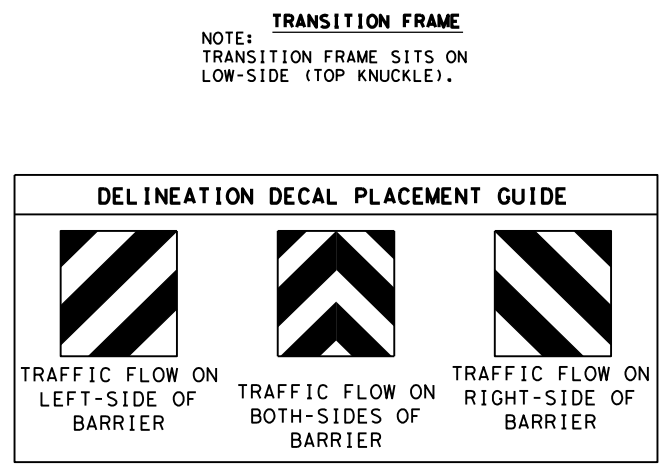 TRANSITION FRAME
NOTE:
TRANSITION FRAME SITS ON
LOW-SIDE (TOP KNUCKLE).
DELINEATION DECAL PLACEMENT GUIDE
TRAFFIC FLOW ON
LEFT-SIDE OF
BARRIER
TRAFFIC FLOW ON
BOTH-SIDES OF
BARRIER
TRAFFIC FLOW ON
RIGHT-SIDE OF
BARRIER